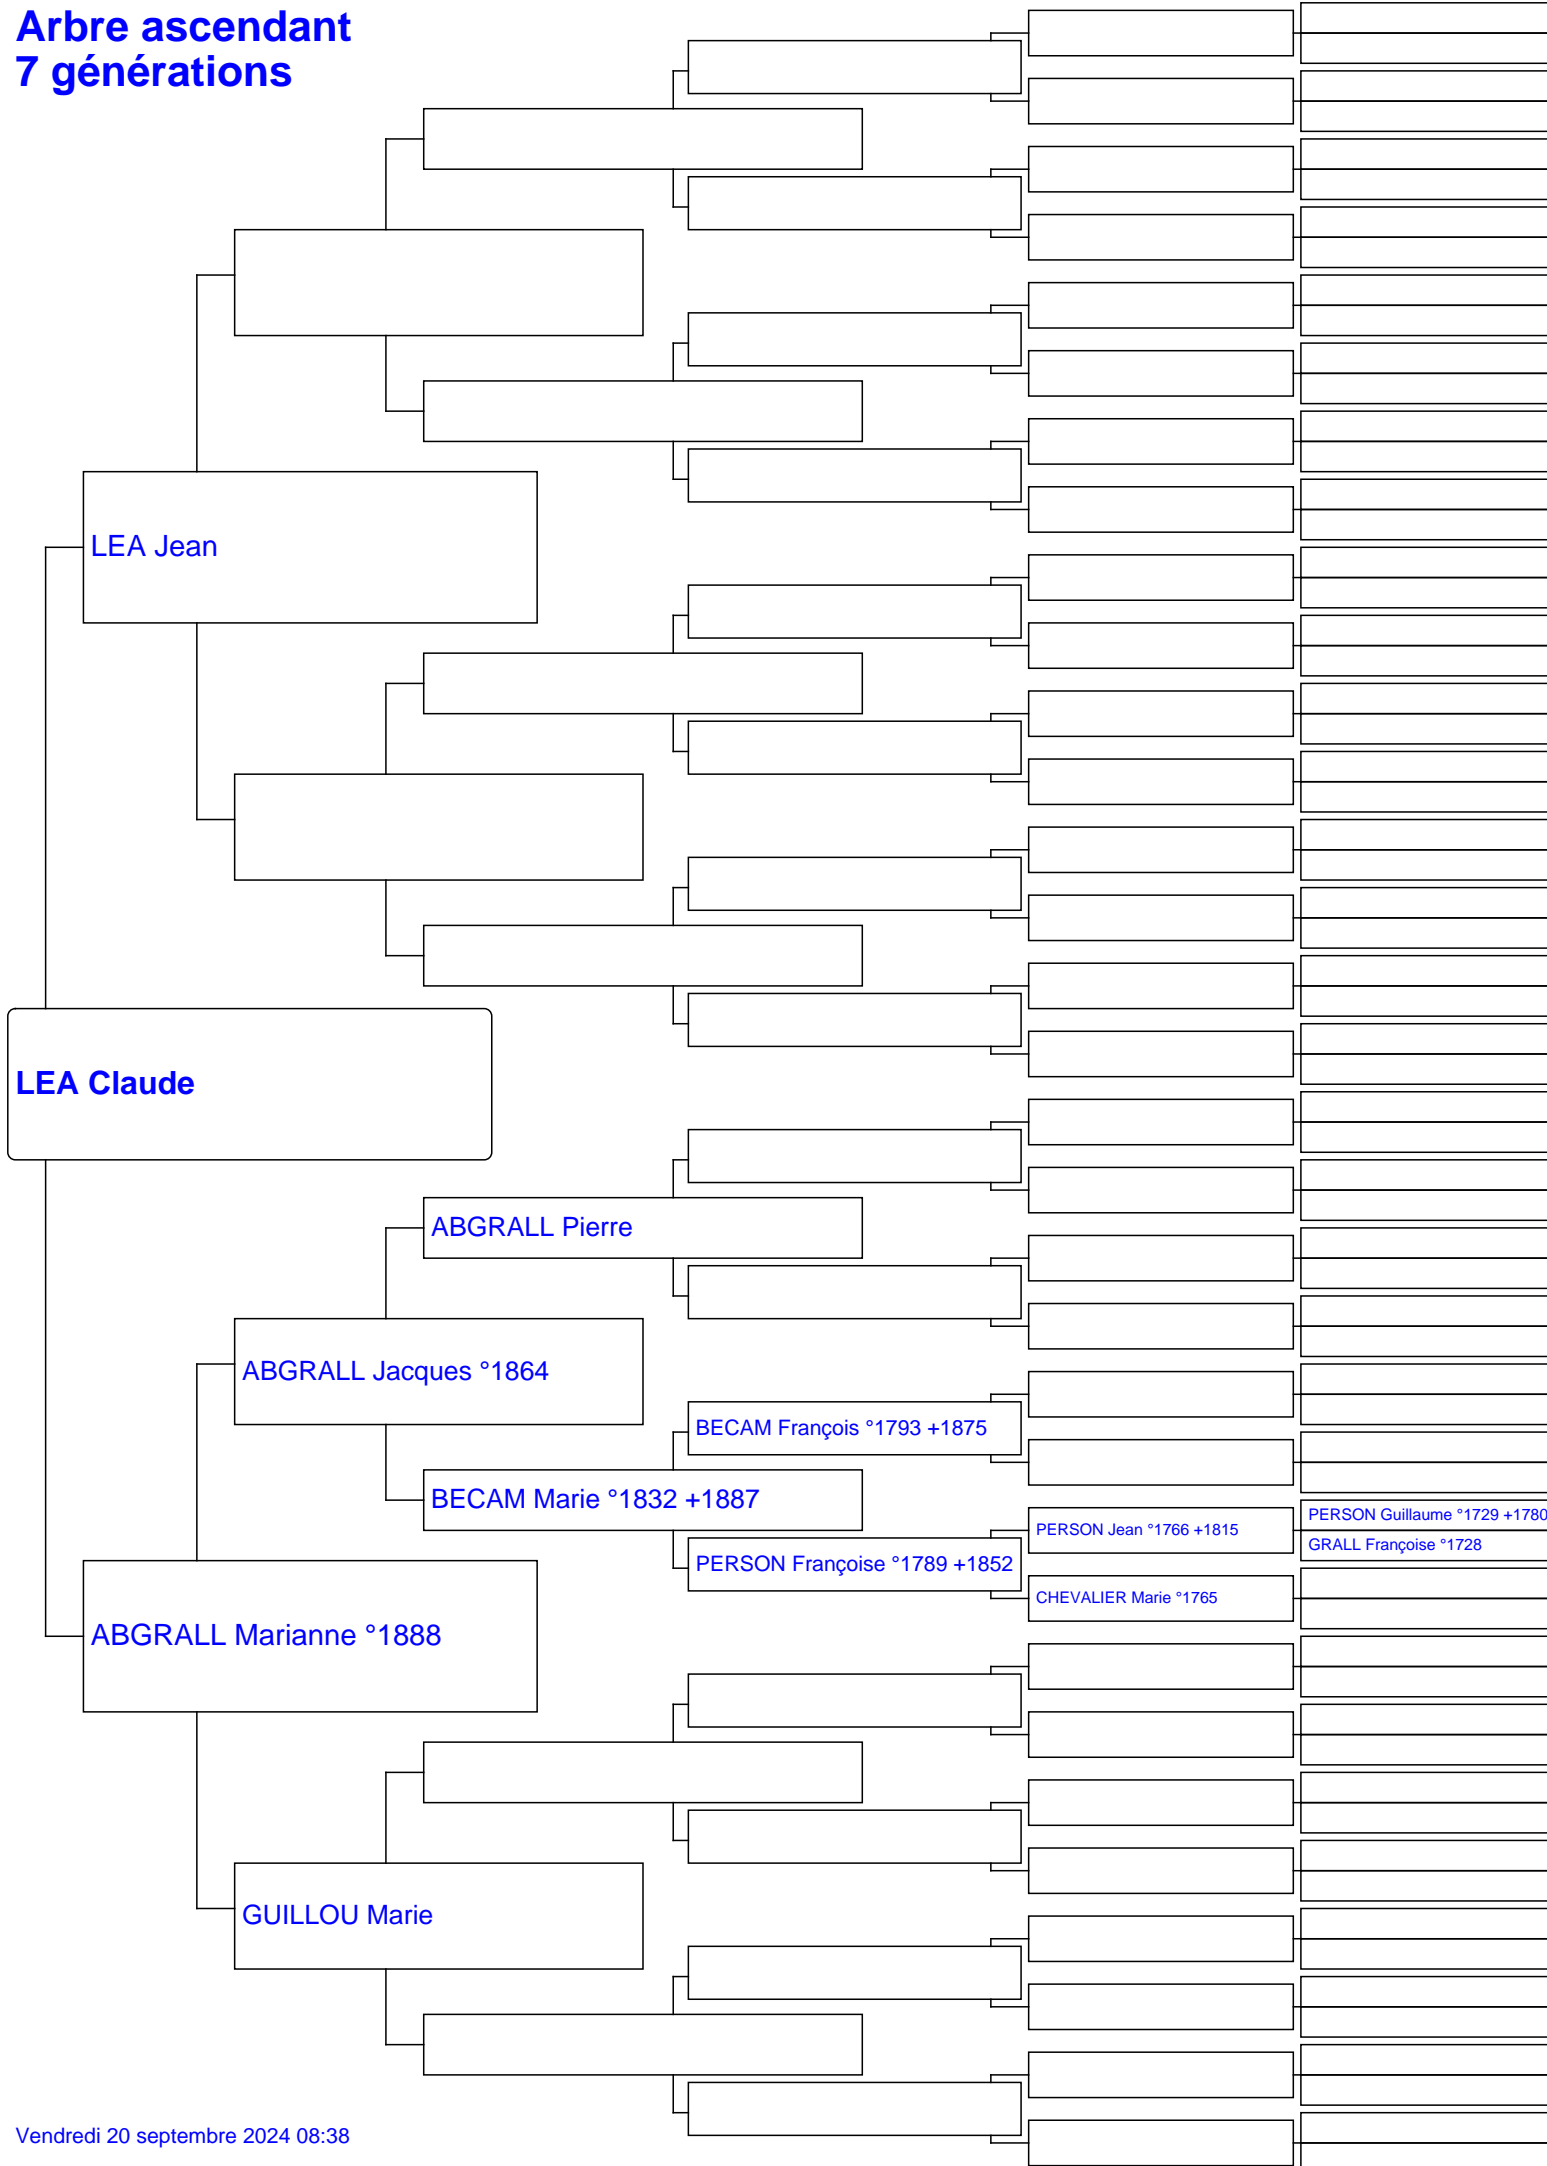 Arbre ascendant
7 générations
LEA Jean
LEA Claude
ABGRALL Pierre
ABGRALL Jacques °1864
BECAM François °1793 +1875
BECAM Marie °1832 +1887
PERSON Guillaume °1729 +1780
PERSON Jean °1766 +1815
GRALL Françoise °1728
PERSON Françoise °1789 +1852
CHEVALIER Marie °1765
ABGRALL Marianne °1888
GUILLOU Marie
Vendredi 20 septembre 2024 08:38